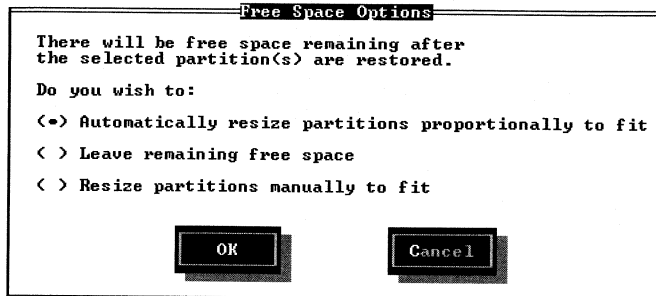 Free Space Options
There will be free space remaining after
the selected partition(s) are restored.
Do you wish to:
(•) Automatically resize partitions proportionally to fit
( ) Leave remaining free space
( ) Resize partitions manually to fit
OK
Cancel